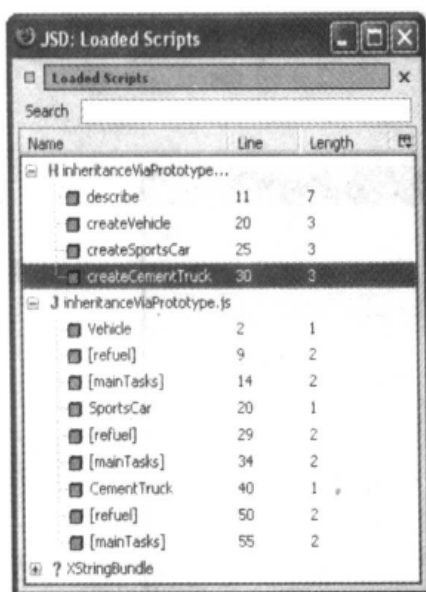 JSD: Loaded Scripts
Loaded Scripts
Search
Name Line Length
H inheritanceViaPrototype...
describe 11 7
createVehicle 20 3
createSportsCar 25 3
createCementTruck 30 3
J inheritanceViaPrototype.js
Vehicle 2 1
[refuel] 9 2
[mainTasks] 14 2
SportsCar 20 1
[refuel] 29 2
[mainTasks] 34 2
CementTruck 40 1
[refuel] 50 2
[mainTasks] 55 2
? XStringBundle